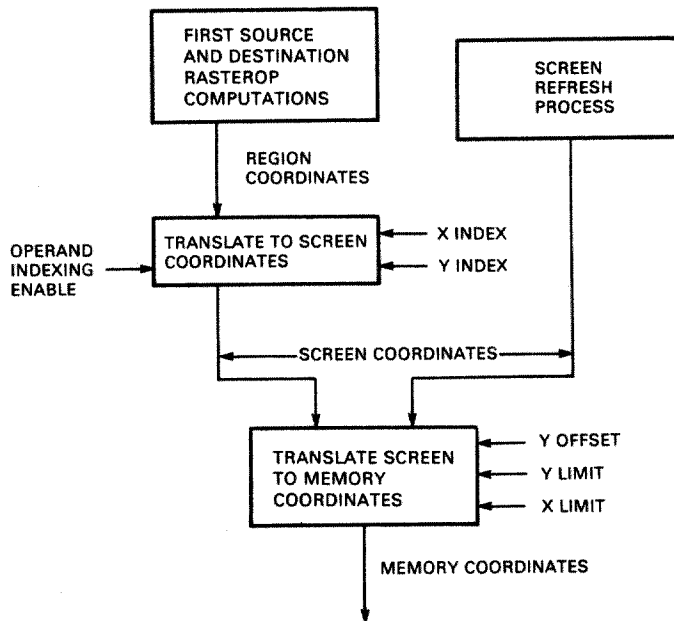 FIRST SOURCE
AND DESTINATION
RASTEROP
COMPUTATIONS
SCREEN
REFRESH
PROCESS
REGION
COORDINATES
OPERAND
INDEXING
ENABLE
TRANSLATE TO SCREEN
COORDINATES
X INDEX
Y INDEX
SCREEN COORDINATES
TRANSLATE SCREEN
TO MEMORY
COORDINATES
Y OFFSET
Y LIMIT
X LIMIT
MEMORY COORDINATES